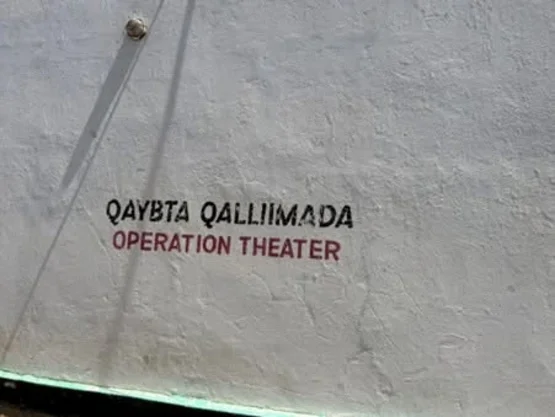 QAYBTA QALLIIMADA
OPERATION THEATER